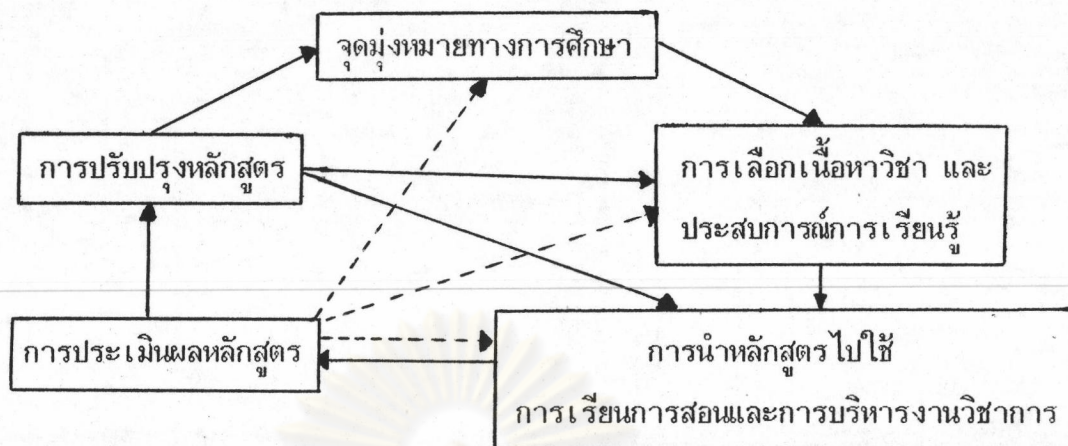 จุดมุ่งหมายทางการศึกษา
การปรับปรุงหลักสูตร
การเลือกเนื้อหาวิชา และ
ประสบการณ์การเรียนรู้
การประเมินผลหลักสูตร
การนำหลักสูตรไปใช้
การเรียนการสอนและการบริหารงานวิชาการ